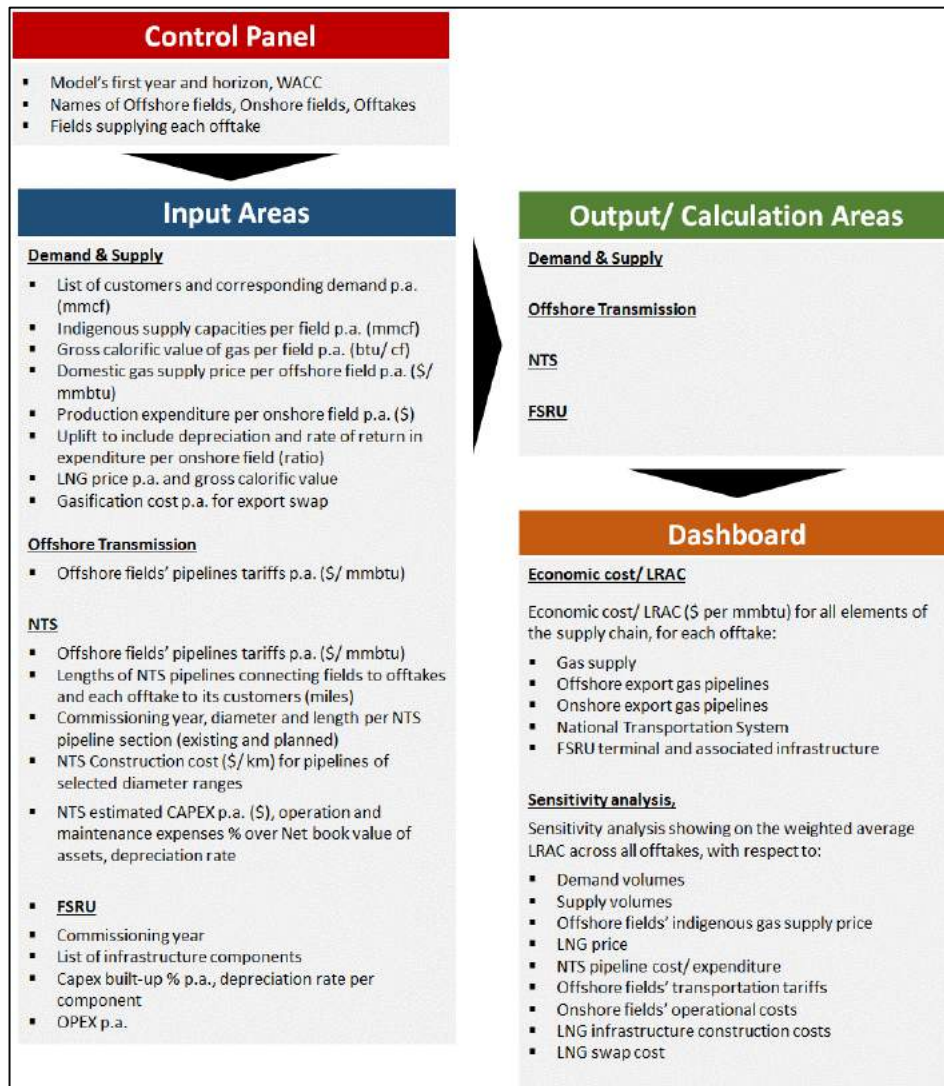 Control Panel
▪ Model's first year and horizon, WACC
▪ Names of Offshore fields, Onshore fields, Offtakes
▪ Fields supplying each offtake
Input Areas
Demand & Supply
▪ List of customers and corresponding demand p.a.
(mmcf)
▪ Indigenous supply capacities per field p.a. (mmcf)
▪ Gross calorific value of gas per field p.a. (btu/ cf)
▪ Domestic gas supply price per offshore field p.a. ($/
mmbtu)
▪ Production expenditure per onshore field p.a. ($)
▪ Uplift to include depreciation and rate of return in
expenditure per onshore field (ratio)
▪ LNG price p.a. and gross calorific value
▪ Gasification cost p.a. for export swap
Offshore Transmission
▪ Offshore fields' pipelines tariffs p.a. ($/ mmbtu)
NTS
▪ Offshore fields' pipelines tariffs p.a. ($/ mmbtu)
▪ Lengths of NTS pipelines connecting fields to offtakes
and each offtake to its customers (miles)
▪ Commissioning year, diameter and length per NTS
pipeline section (existing and planned)
▪ NTS Construction cost ($/ km) for pipelines of
selected diameter ranges
▪ NTS estimated CAPEX p.a. ($), operation and
maintenance expenses % over Net book value of
assets, depreciation rate
▪ FSRU
▪ Commissioning year
▪ List of infrastructure components
▪ Capex built-up % p.a., depreciation rate per
component
▪ OPEX p.a.
Output/ Calculation Areas
Demand & Supply
Offshore Transmission
NTS
FSRU
Dashboard
Economic cost/ LRAC
Economic cost/ LRAC ($ per mmbtu) for all elements of
the supply chain, for each offtake:
▪ Gas supply
▪ Offshore export gas pipelines
▪ Onshore export gas pipelines
▪ National Transportation System
▪ FSRU terminal and associated infrastructure
Sensitivity analysis,
Sensitivity analysis showing on the weighted average
LRAC across all offtakes, with respect to:
▪ Demand volumes
▪ Supply volumes
▪ Offshore fields' indigenous gas supply price
▪ LNG price
▪ NTS pipeline cost/ expenditure
▪ Offshore fields' transportation tariffs
▪ Onshore fields' operational costs
▪ LNG infrastructure construction costs
▪ LNG swap cost